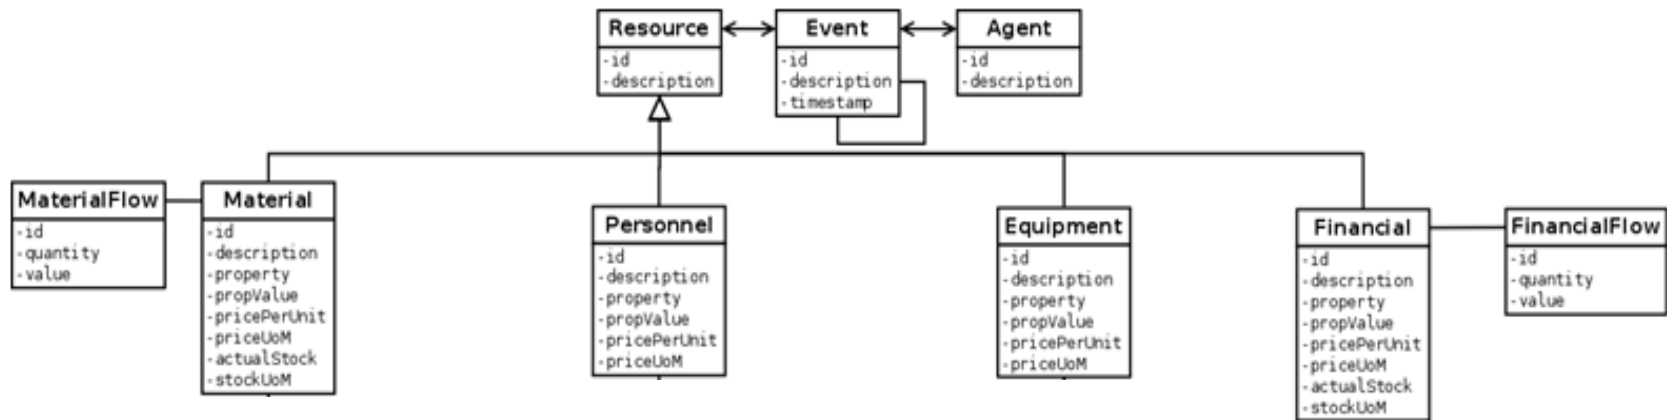 Resource
-id
-description
Event
-id
-description
-timestamp
Agent
-id
-description
MaterialFlow
-id
-quantity
-value
Material
-id
-description
-property
-propValue
-pricePerUnit
-priceUoM
-actualStock
-stockUoM
Personnel
-id
-description
-property
-propValue
-pricePerUnit
-priceUoM
Equipment
-id
-description
-property
-propValue
-pricePerUnit
-priceUoM
Financial
-id
-description
-property
-propValue
-pricePerUnit
-priceUoM
-actualStock
-stockUoM
FinancialFlow
-id
-quantity
-value